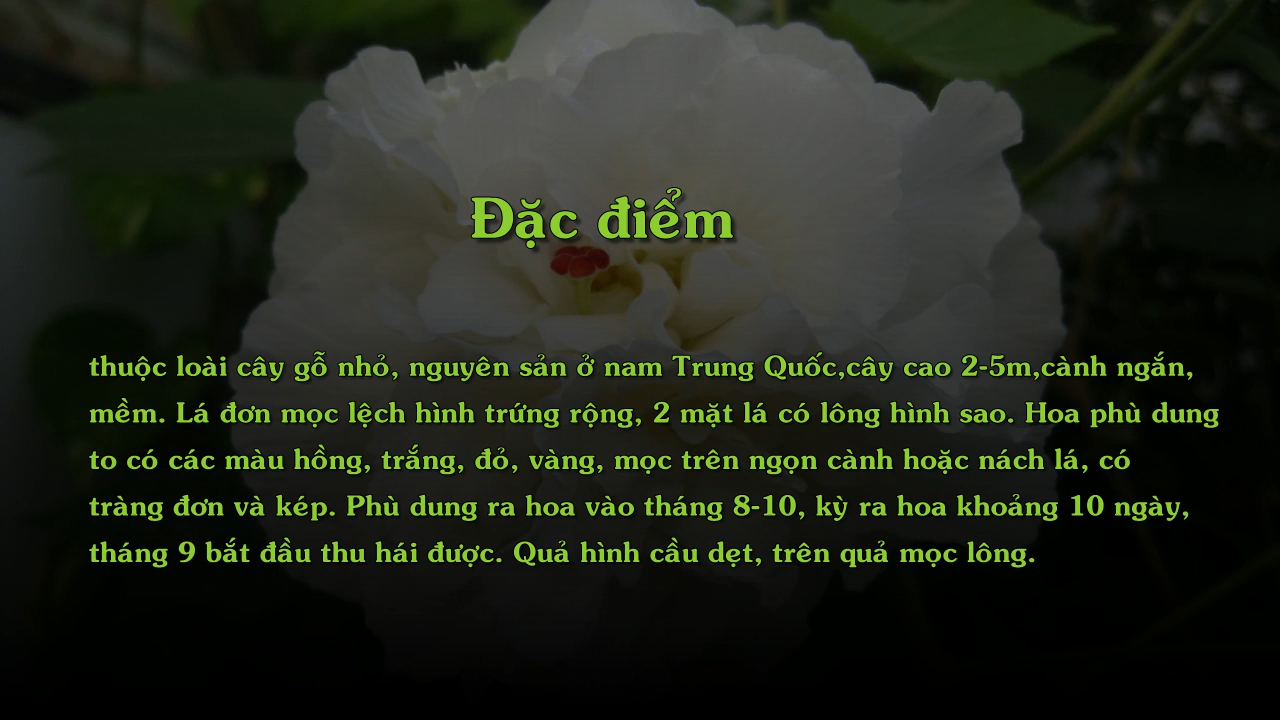 Đặc điểm
thuộc loài cây gỗ nhỏ, nguyên sản ở nam Trung Quốc,cây cao 2-5m,cành ngắn,
mềm. Lá đơn mọc lệch hình trứng rộng, 2 mặt lá có lông hình sao. Hoa phù dung
to có các màu hồng, trắng, đỏ, vàng, mọc trên ngọn cành hoặc nách lá, có
tràng đơn và kép. Phù dung ra hoa vào tháng 8-10, kỳ ra hoa khoảng 10 ngày,
tháng 9 bắt đầu thu hái được. Quả hình cầu dẹt, trên quả mọc lông.